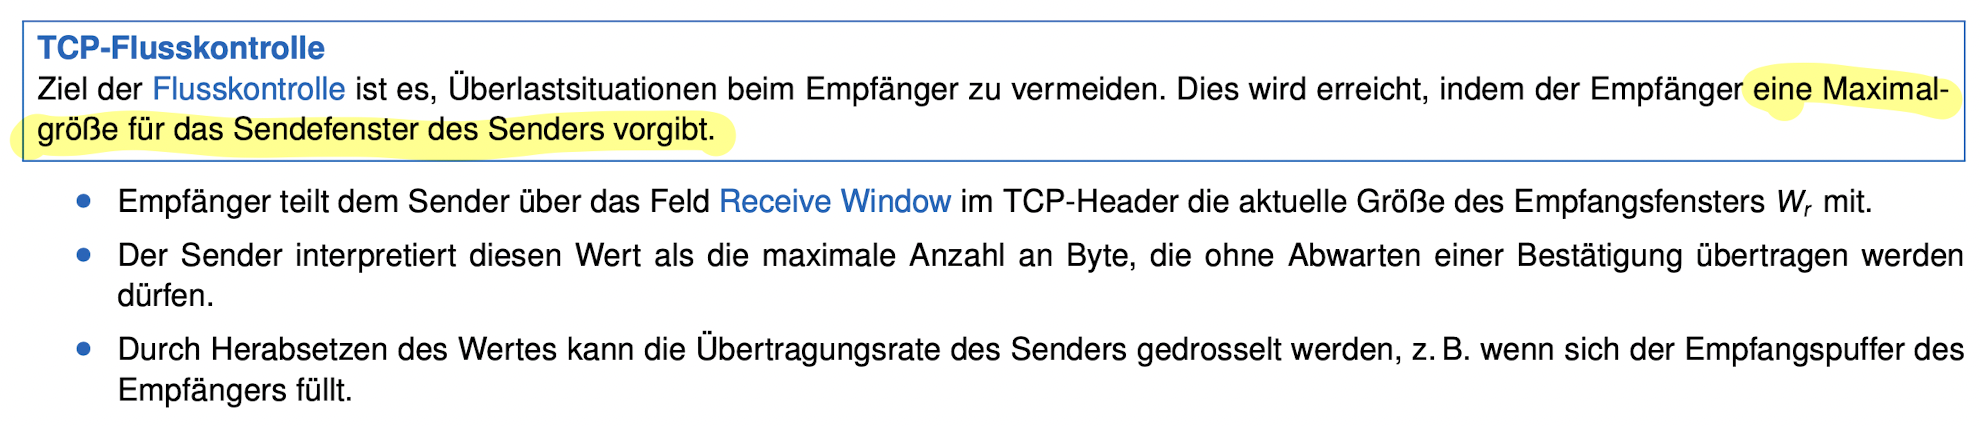 TCP-Flusskontrolle
Ziel der Flusskontrolle ist es, Überlastsituationen beim Empfänger zu vermeiden. Dies wird erreicht, indem der Empfänger eine Maximal-
größe für das Sendefenster des Senders vorgibt.
• Empfänger teilt dem Sender über das Feld Receive Window im TCP-Header die aktuelle Größe des Empfangsfensters Wr mit.
• Der Sender interpretiert diesen Wert als die maximale Anzahl an Byte, die ohne Abwarten einer Bestätigung übertragen werden
dürfen.
• Durch Herabsetzen des Wertes kann die Übertragungsrate des Senders gedrosselt werden, z. B. wenn sich der Empfangspuffer des
Empfängers füllt.